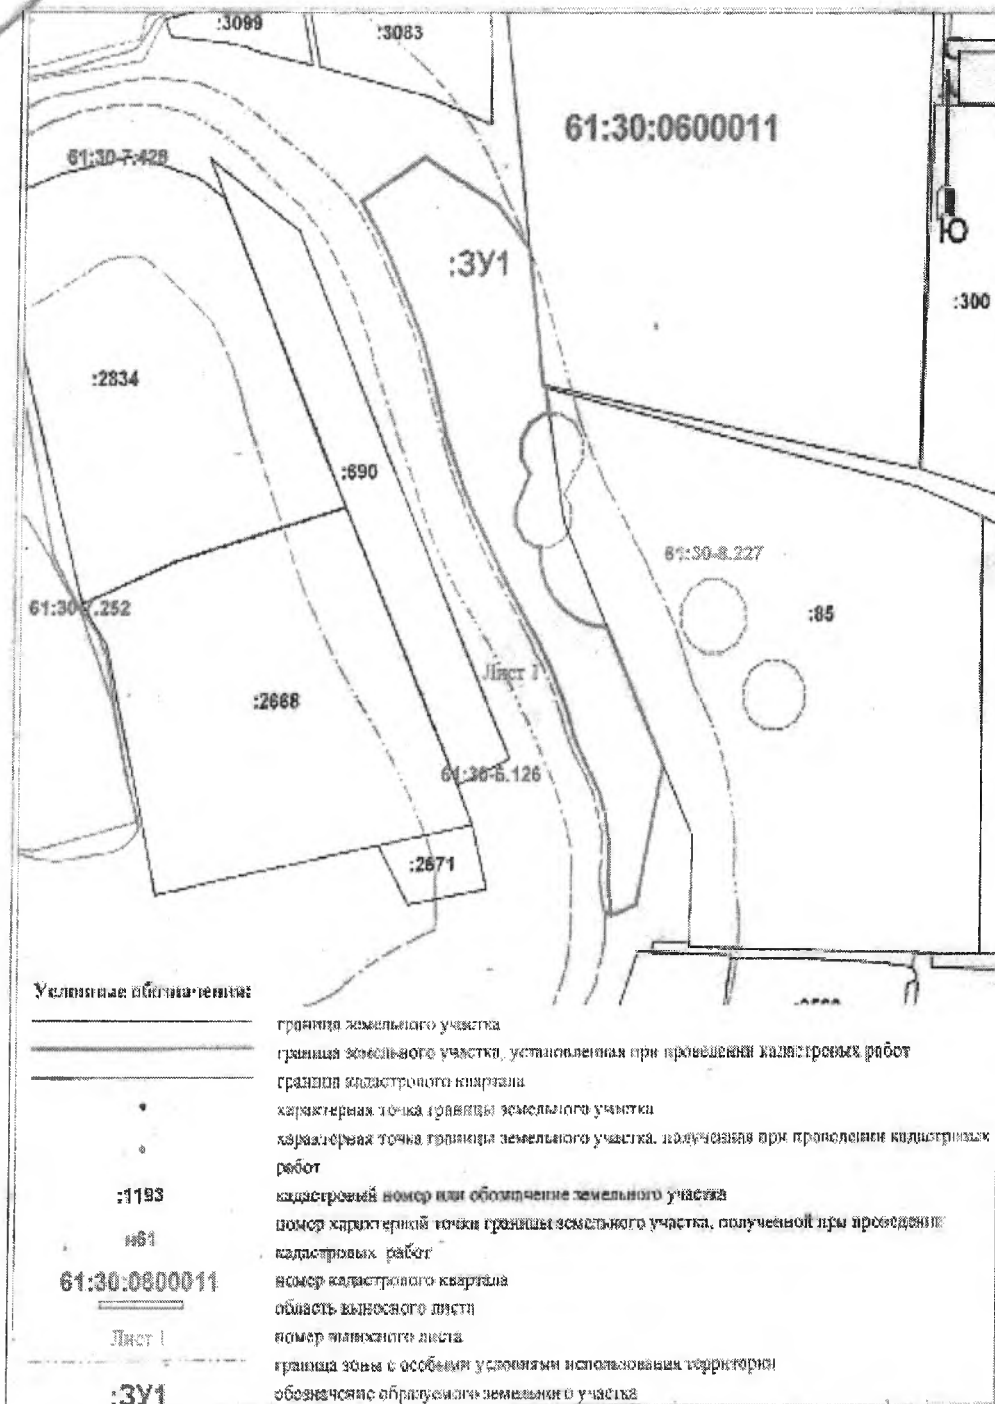 :3099
:3083
61:30:0600011
61:30-7.428
Ю
:ЗУ1
:300
:2834
:690
61:30-8.227
61:30-7.252
:85
Лист 1
:2668
61:30-6.126
:2671
Условные обозначения:
граница земельного участка
граница земельного участка, установленная при проведении кадастровых работ
граница кадастрового квартала
характерная точка границы земельного участка
характерная точка границы земельного участка, полученная при проведении кадастровых
работ
:1193 кадастровый номер или обозначение земельного участка
н61 номер характерной точки границы земельного участка, полученной при проведении
кадастровых работ
61:30:0600011 номер кадастрового квартала
область выносного листа
Лист 1 номер выносного листа
граница зоны с особыми условиями использования территории
:ЗУ1 обозначение образуемого земельного участка